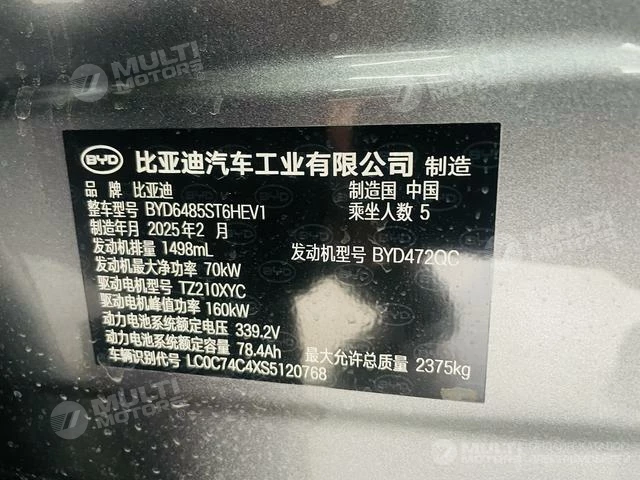 MULTI MOTORS
MULTI MOTORS
BYD 比亚迪汽车工业有限公司 制造
品 牌 比亚迪 制造国 中国
整车型号 BYD6485ST6HEV1 乘坐人数 5
制造年月 2025年2 月
发动机排量 1498mL 发动机型号 BYD472QC
发动机最大净功率 70kW
驱动电机型号 TZ210XYC
驱动电机峰值功率 160kW
动力电池系统额定电压 339.2V
动力电池系统额定容量 78.4Ah 最大允许总质量 2375kg
车辆识别代号 LC0C74C4XS5120768
MULTI MOTORS
MULTI MOTORS